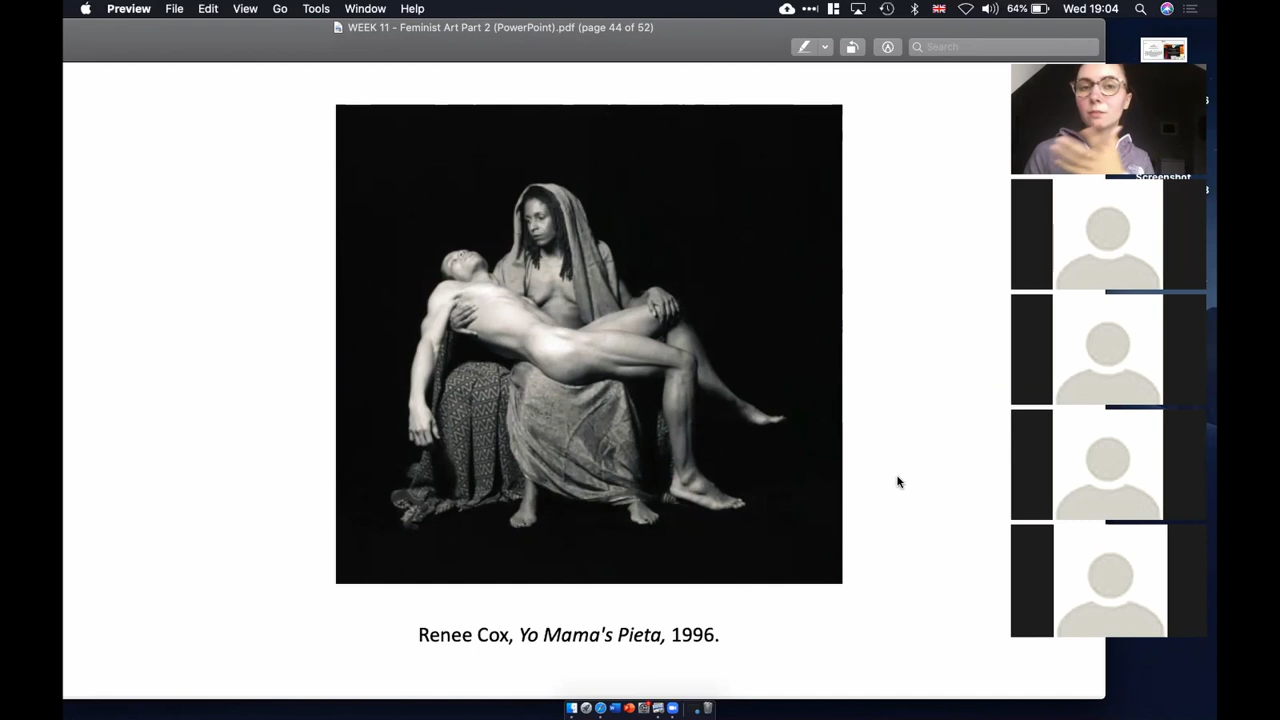 Preview File Edit View Go Tools Window Help 64% Wed 19:04
WEEK 11 - Feminist Art Part 2 (PowerPoint).pdf (page 44 of 52)
Search
Screenshot
Renee Cox, Yo Mama's Pieta, 1996.